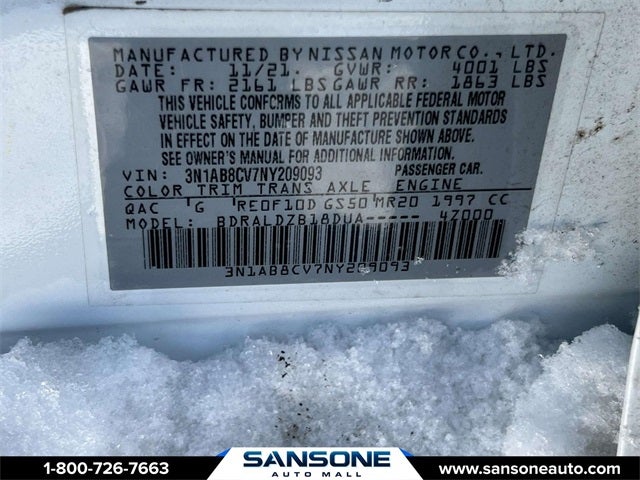 MANUFACTURED BY NISSAN MOTOR CO., LTD.
DATE: 11/21. GVWR: 4001 LBS
GAWR FR: 2161 LBS GAWR RR: 1863 LBS
THIS VEHICLE CONFORMS TO ALL APPLICABLE FEDERAL MOTOR
VEHICLE SAFETY, BUMPER AND THEFT PREVENTION STANDARDS
IN EFFECT ON THE DATE OF MANUFACTURE SHOWN ABOVE.
SEE OWNER'S MANUAL FOR ADDITIONAL INFORMATION.
VIN: 3N1AB8CV7NY209093 PASSENGER CAR.
COLOR TRIM TRANS AXLE ENGINE
QAC G RE0F10D GS50 MR20 1997 CC
MODEL: BDRALDZB18DUA----- 4Z000
3N1AB8CV7NY209093
1-800-726-7663 SANSONE www.sansoneauto.com
AUTO MALL